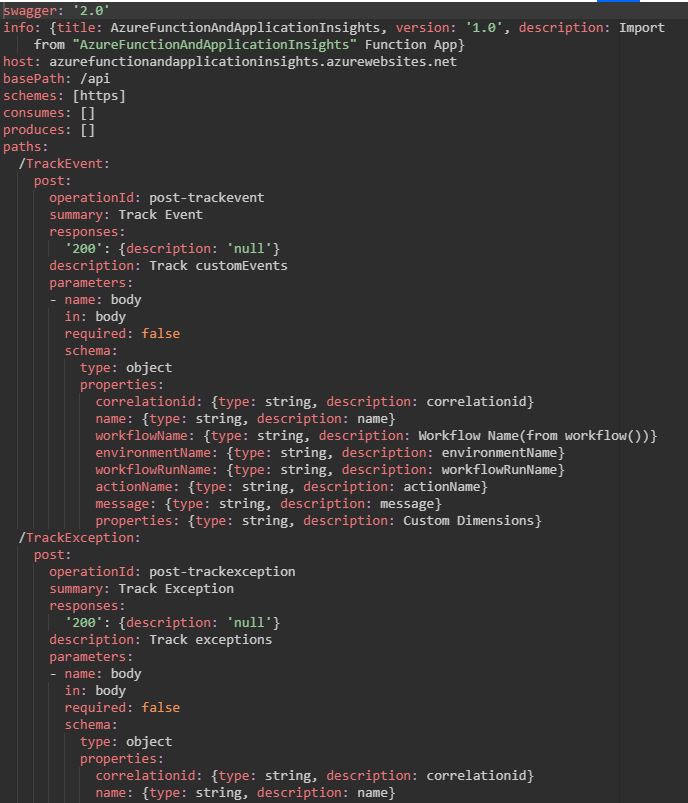 swagger: '2.0'
info: {title: AzureFunctionAndApplicationInsights, version: '1.0', description: Import
from "AzureFunctionAndApplicationInsights" Function App}
host: azurefunctionandapplicationinsights.azurewebsites.net
basePath: /api
schemes: [https]
consumes: []
produces: []
paths:
/TrackEvent:
post:
operationId: post-trackevent
summary: Track Event
responses:
'200': {description: 'null'}
description: Track customEvents
parameters:
- name: body
in: body
required: false
schema:
type: object
properties:
correlationid: {type: string, description: correlationid}
name: {type: string, description: name}
workflowName: {type: string, description: Workflow Name(from workflow())}
environmentName: {type: string, description: environmentName}
workflowRunName: {type: string, description: workflowRunName}
actionName: {type: string, description: actionName}
message: {type: string, description: message}
properties: {type: string, description: Custom Dimensions}
/TrackException:
post:
operationId: post-trackexception
summary: Track Exception
responses:
'200': {description: 'null'}
description: Track exceptions
parameters:
- name: body
in: body
required: false
schema:
type: object
properties:
correlationid: {type: string, description: correlationid}
name: {type: string, description: name}